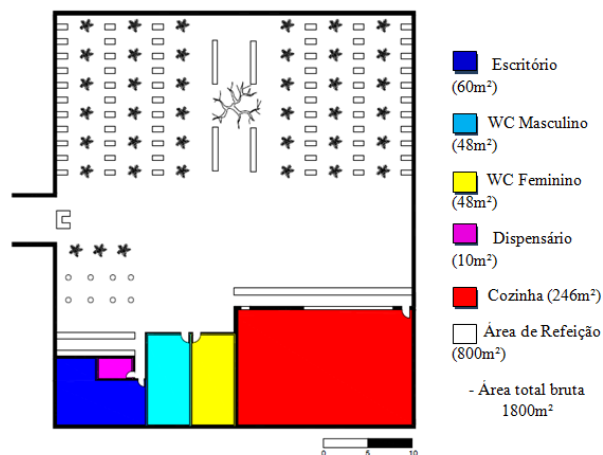 Escritório
(60m²)
WC Masculino
(48m²)
WC Feminino
(48m²)
Dispensário
(10m²)
Cozinha (246m²)
Área de Refeição
(800m²)
- Área total bruta
1800m²
0 5 10